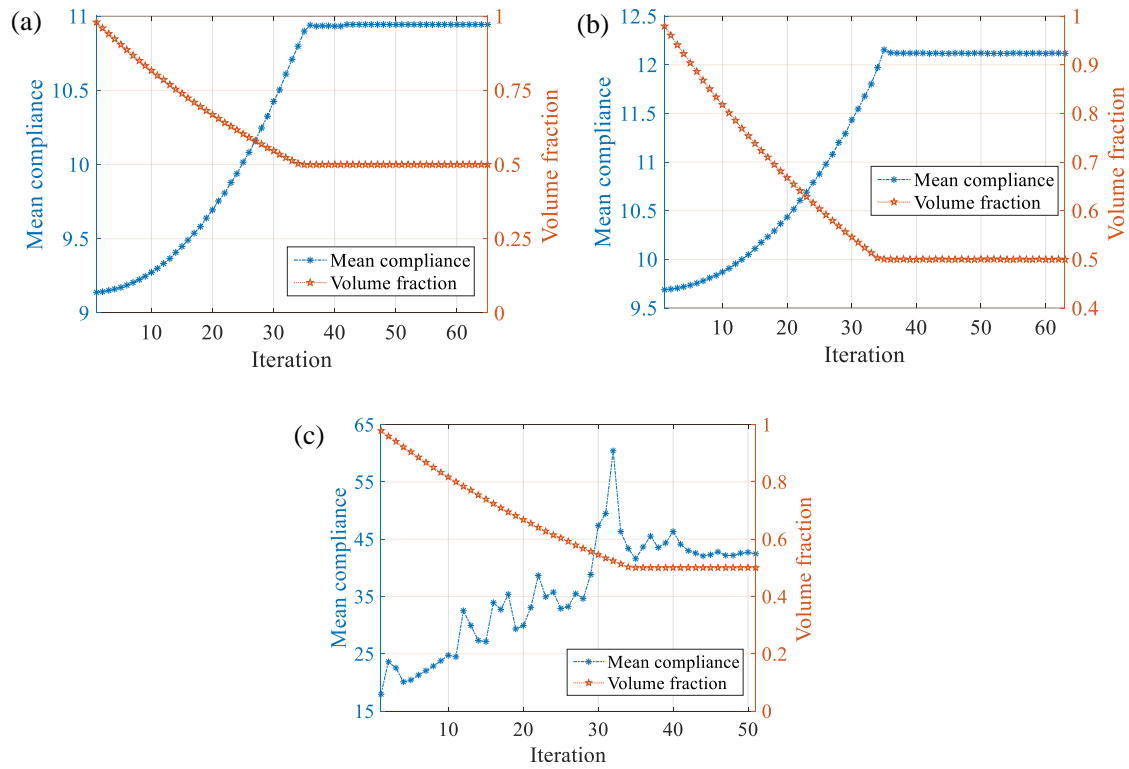 (a)
11
10.5
10
9.5
9
Mean compliance
1
0.75
0.5
0.25
0
Volume fraction
Mean compliance
Volume fraction
10 20 30 40 50 60
Iteration
(b)
12.5
12
11.5
11
10.5
10
9.5
Mean compliance
1
0.9
0.8
0.7
0.6
0.5
0.4
Volume fraction
Mean compliance
Volume fraction
10 20 30 40 50 60
Iteration
(c)
65
55
45
35
25
15
Mean compliance
1
0.8
0.6
0.4
0.2
0
Volume fraction
Mean compliance
Volume fraction
10 20 30 40 50
Iteration